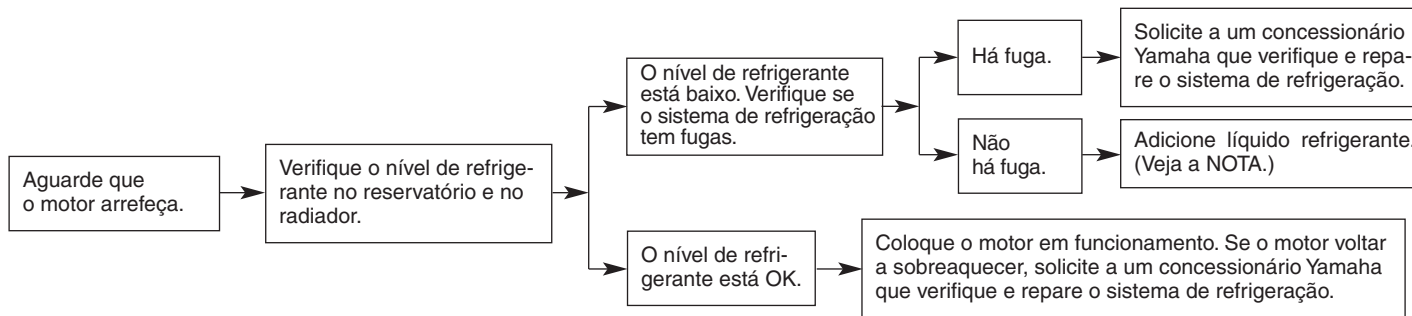 Aguarde que
o motor arrefeça.
Verifique o nível de refrige-
rante no reservatório e no
radiador.
O nível de refrigerante
está baixo. Verifique se
o sistema de refrigeração
tem fugas.
Há fuga.
Solicite a um concessionário
Yamaha que verifique e repa-
re o sistema de refrigeração.
Não
há fuga.
Adicione líquido refrigerante.
(Veja a NOTA.)
O nível de refri-
gerante está OK.
Coloque o motor em funcionamento. Se o motor voltar
a sobreaquecer, solicite a um concessionário Yamaha
que verifique e repare o sistema de refrigeração.